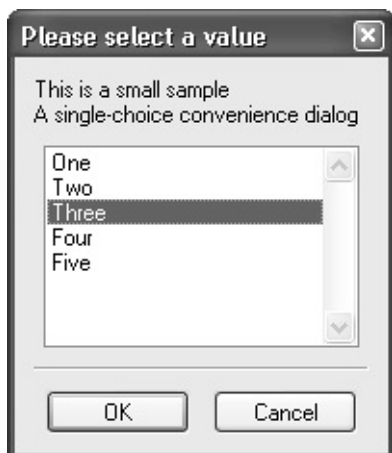 Please select a value
This is a small sample
A single-choice convenience dialog
One
Two
Three
Four
Five
OK
Cancel